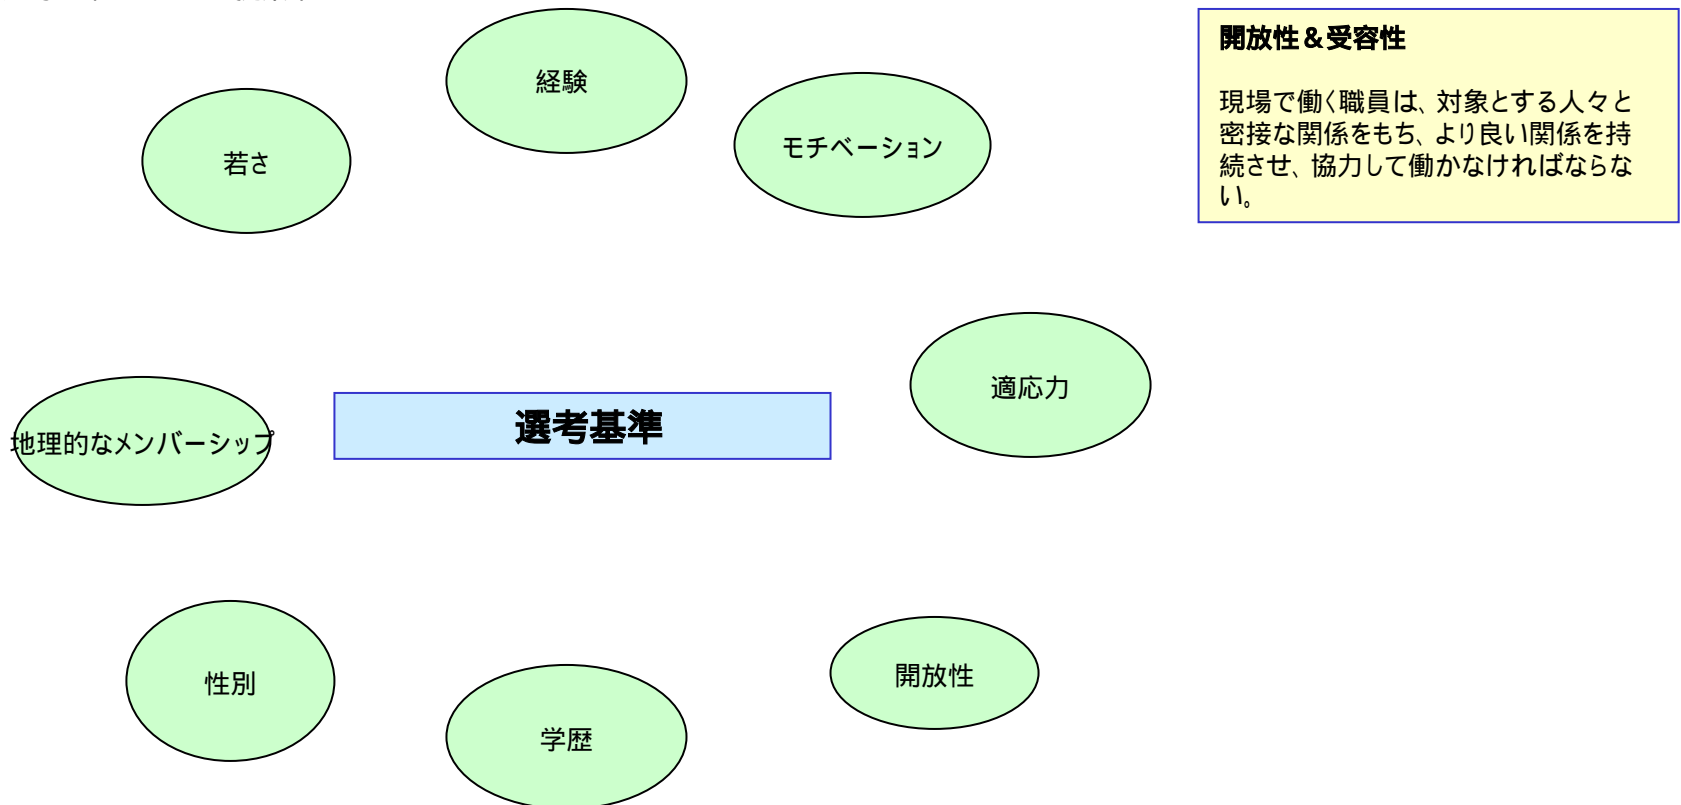 経験
モチベーション
若さ
適応力
選考基準
地理的なメンバーシップ
性別
学歴
開放性
開放性＆受容性
現場で働く職員は、対象とする人々と
密接な関係をもち、より良い関係を持
続させ、協力して働かなければならな
い。